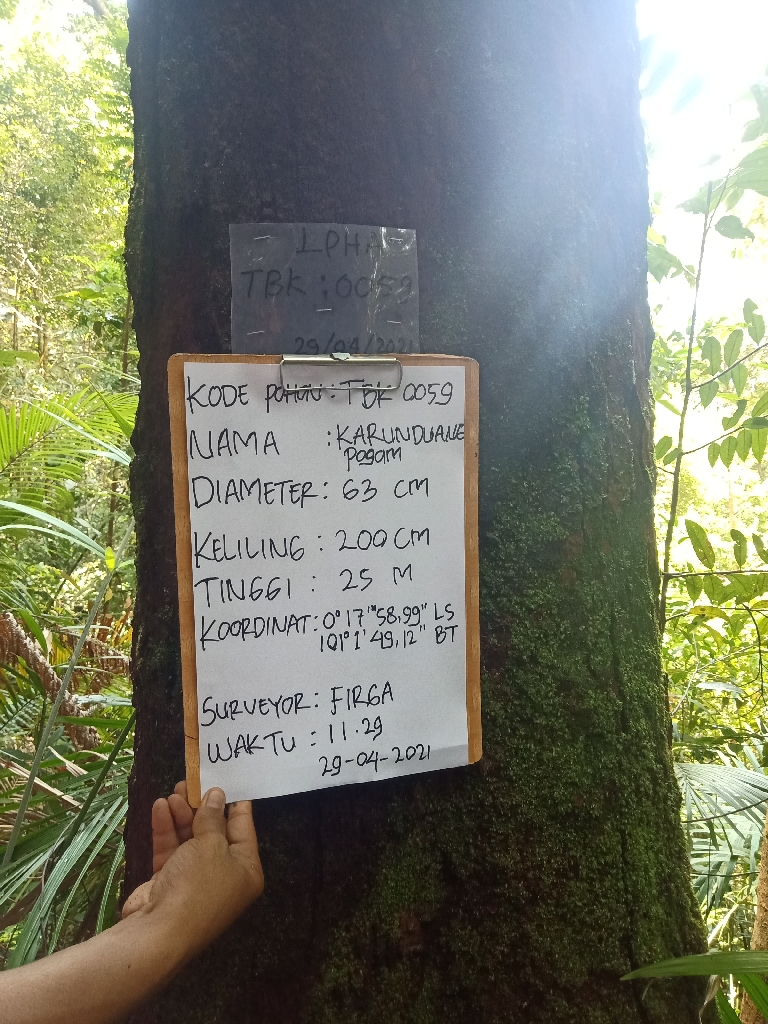 LPHA
TBK : 0059
29/04/2021
KODE POHON : TBK 0059
NAMA : KARUNDUANE
pogam
DIAMETER : 63 CM
KELILING : 200 CM
TINGGI : 25 M
KOORDINAT : 0° 17' 58,99" LS
101° 1' 49,12" BT
SURVEYOR : FIRGA
WAKTU : 11.29
29-04-2021